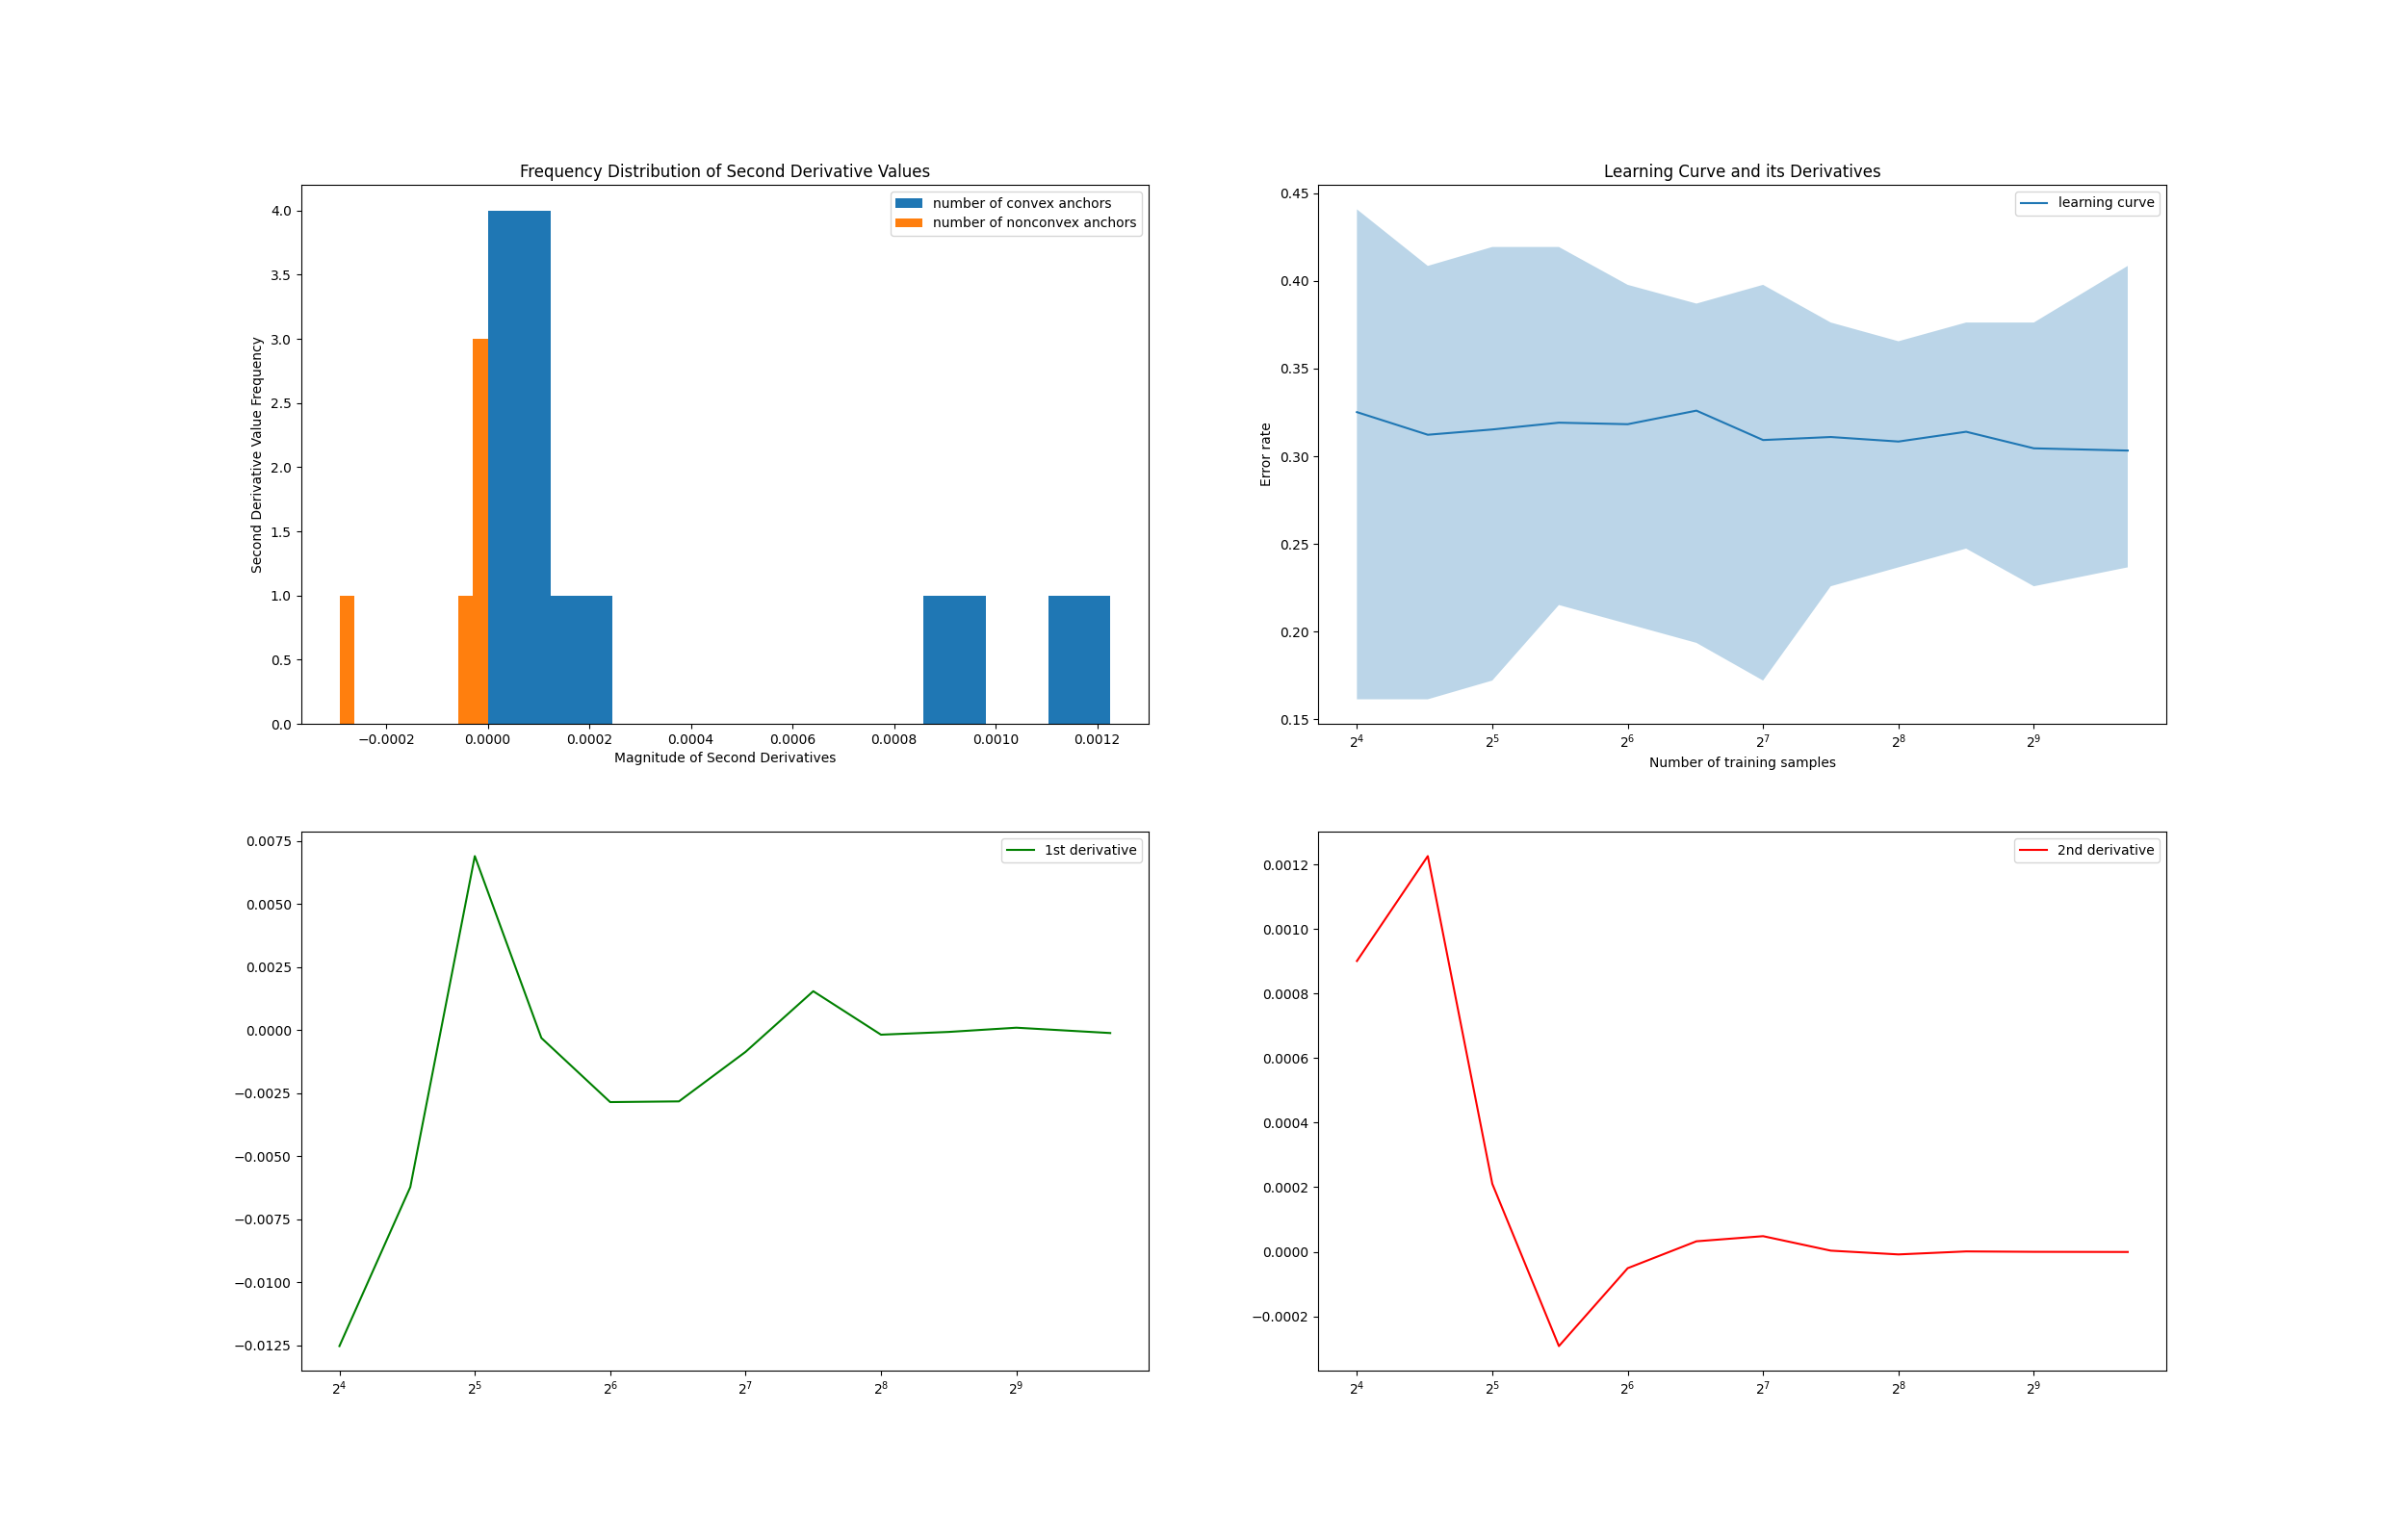 Frequency Distribution of Second Derivative Values
number of convex anchors
number of nonconvex anchors
4.0
3.5
3.0
2.5
2.0
1.5
1.0
0.5
0.0
Second Derivative Value Frequency
−0.0002 0.0000 0.0002 0.0004 0.0006 0.0008 0.0010 0.0012
Magnitude of Second Derivatives
Learning Curve and its Derivatives
learning curve
0.45
0.40
0.35
0.30
0.25
0.20
0.15
Error rate
2⁴ 2⁵ 2⁶ 2⁷ 2⁸ 2⁹
Number of training samples
1st derivative
0.0075
0.0050
0.0025
0.0000
−0.0025
−0.0050
−0.0075
−0.0100
−0.0125
2⁴ 2⁵ 2⁶ 2⁷ 2⁸ 2⁹
2nd derivative
0.0012
0.0010
0.0008
0.0006
0.0004
0.0002
0.0000
−0.0002
2⁴ 2⁵ 2⁶ 2⁷ 2⁸ 2⁹